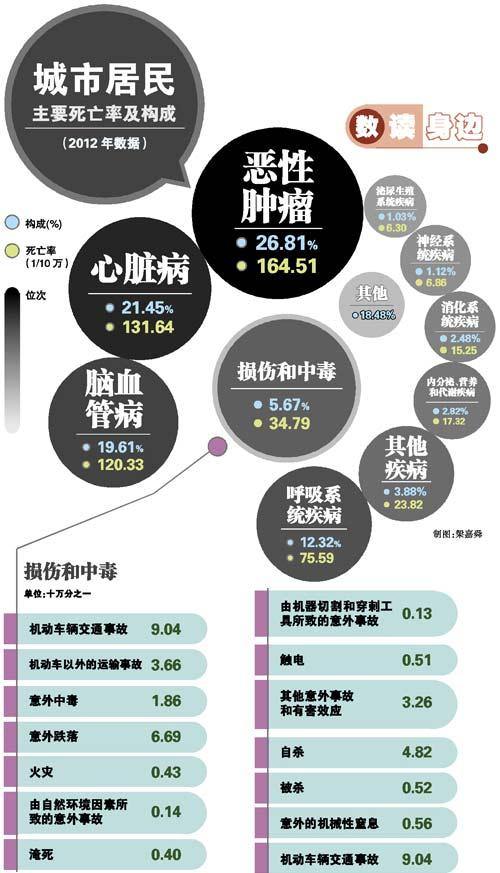 城市居民
主要死亡率及构成
(2012年数据)
数读身边
构成(%)
死亡率
(1/10万)
位次
恶性
肿瘤
26.81%
164.51
心脏病
21.45%
131.64
脑血
管病
19.61%
120.33
损伤和中毒
5.67%
34.79
呼吸系
统疾病
12.32%
75.59
其他
疾病
3.88%
23.82
内分泌、营养
和代谢疾病
2.82%
17.32
消化系
统疾病
2.48%
15.25
神经系
统疾病
1.12%
6.86
泌尿生殖
系统疾病
1.03%
6.30
其他
18.48%
制图:梁嘉舜
损伤和中毒
单位:十万分之一
机动车辆交通事故 9.04
机动车以外的运输事故 3.66
意外中毒 1.86
意外跌落 6.69
火灾 0.43
由自然环境因素所
致的意外事故 0.14
淹死 0.40
由机器切割和穿刺工
具所致的意外事故 0.13
触电 0.51
其他意外事故
和有害效应 3.26
自杀 4.82
被杀 0.52
意外的机械性窒息 0.56
机动车辆交通事故 9.04